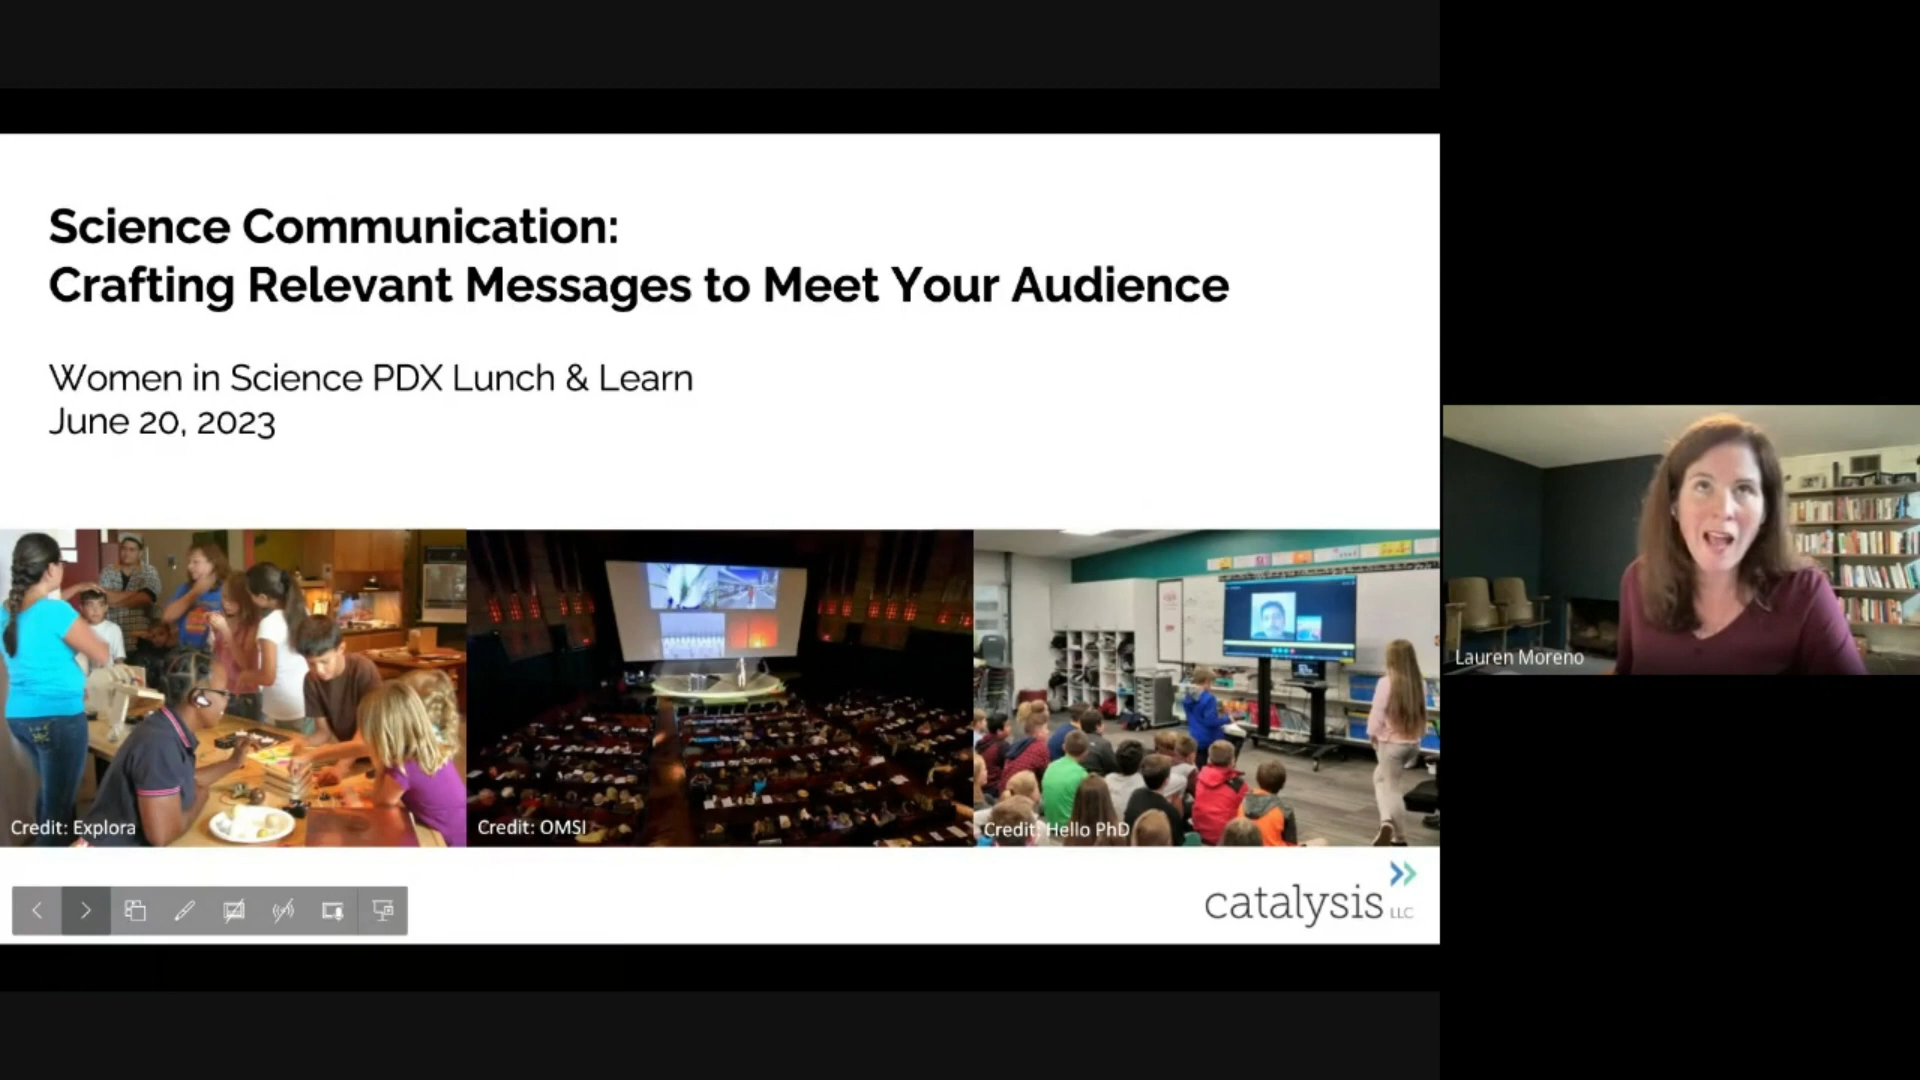 Science Communication:
Crafting Relevant Messages to Meet Your Audience
Women in Science PDX Lunch & Learn
June 20, 2023
Credit: Explora
Credit: OMSI
Credit: Hello PhD
catalysis LLC
Lauren Moreno